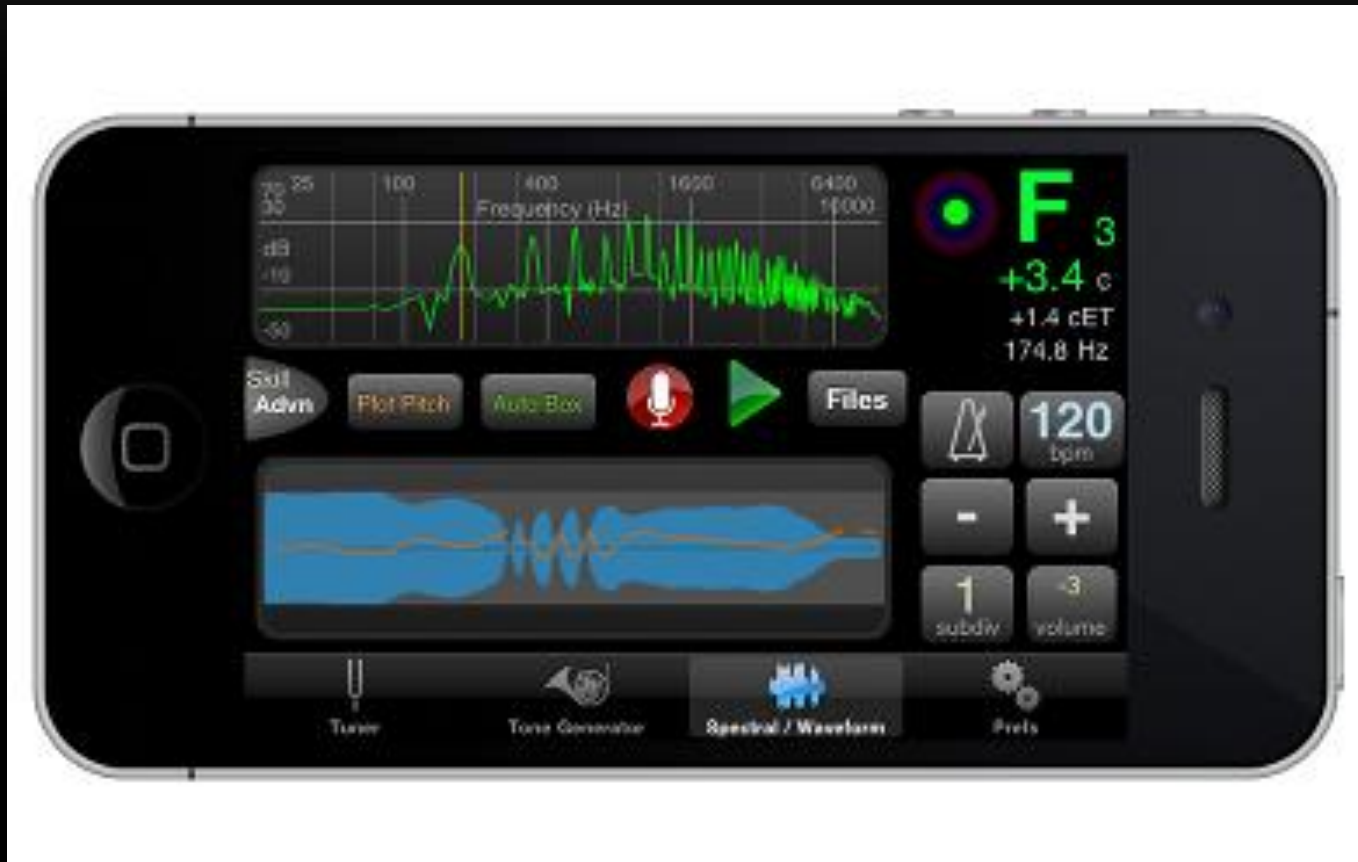 25 100 400 1600 6400
30 Frequency (Hz) 16000
dB
-10
-50
F 3
+3.4 c
+1.4 cET
174.8 Hz
Skill
Advn
Plot Pitch
Auto Box
Files
120
bpm
-
+
1
subdiv
-3
volume
Tuner
Tone Generator
Spectral / Waveform
Prefs